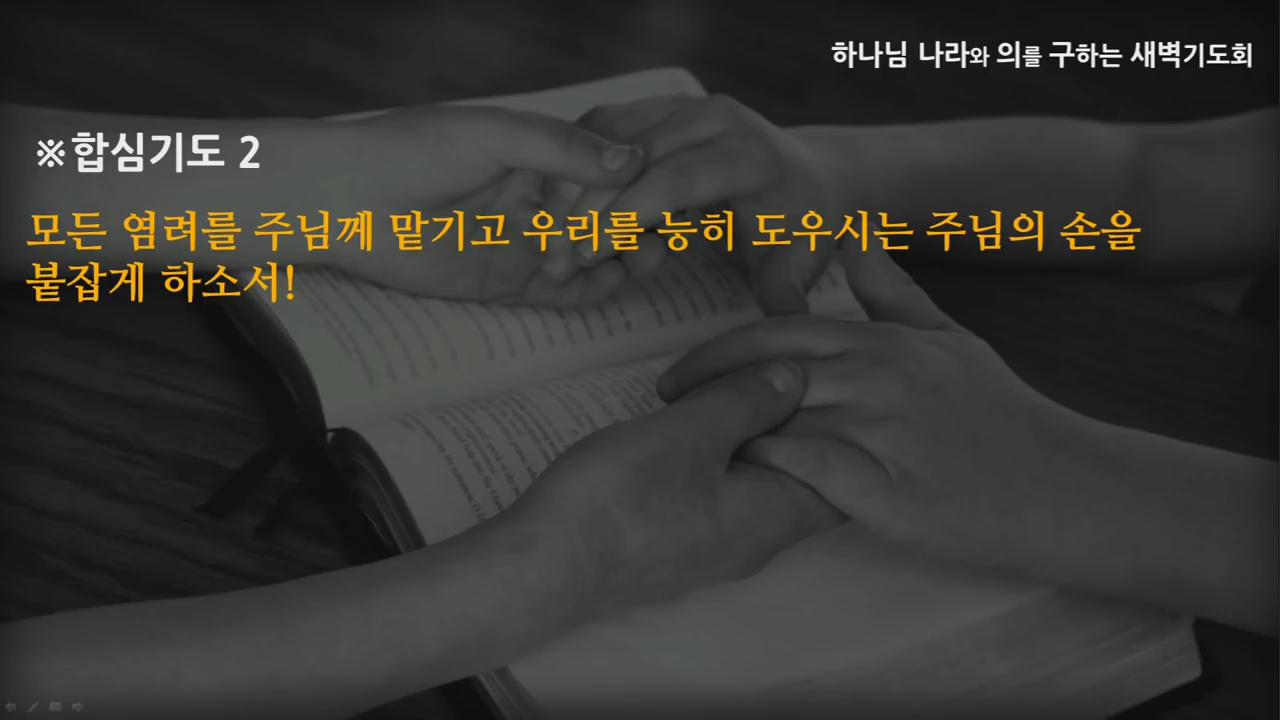 하나님 나라와 의를 구하는 새벽기도회
※합심기도 2
모든 염려를 주님께 맡기고 우리를 능히 도우시는 주님의 손을
붙잡게 하소서!